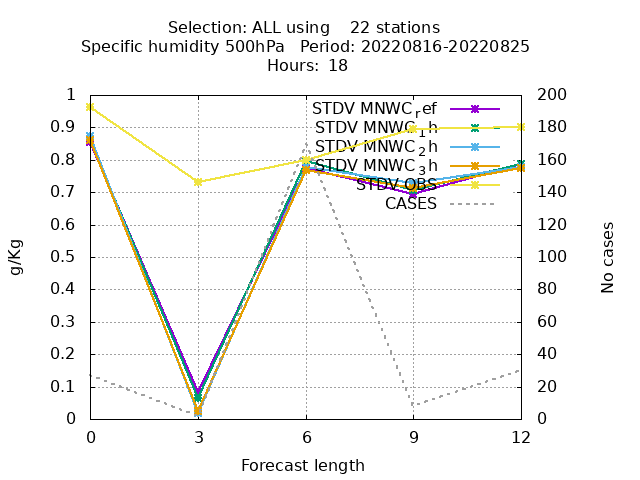 Selection: ALL using    22 stations
Specific humidity 500hPa   Period: 20220816-20220825
Hours: 18
1
0.9
0.8
0.7
0.6
0.5
0.4
0.3
0.2
0.1
0
200
180
160
140
120
100
80
60
40
20
0
0
3
6
9
12
g/Kg
No cases
Forecast length
STDV MNWC_ref
STDV MNWC_1h
STDV MNWC_2h
STDV MNWC_3h
STDV OBS
CASES